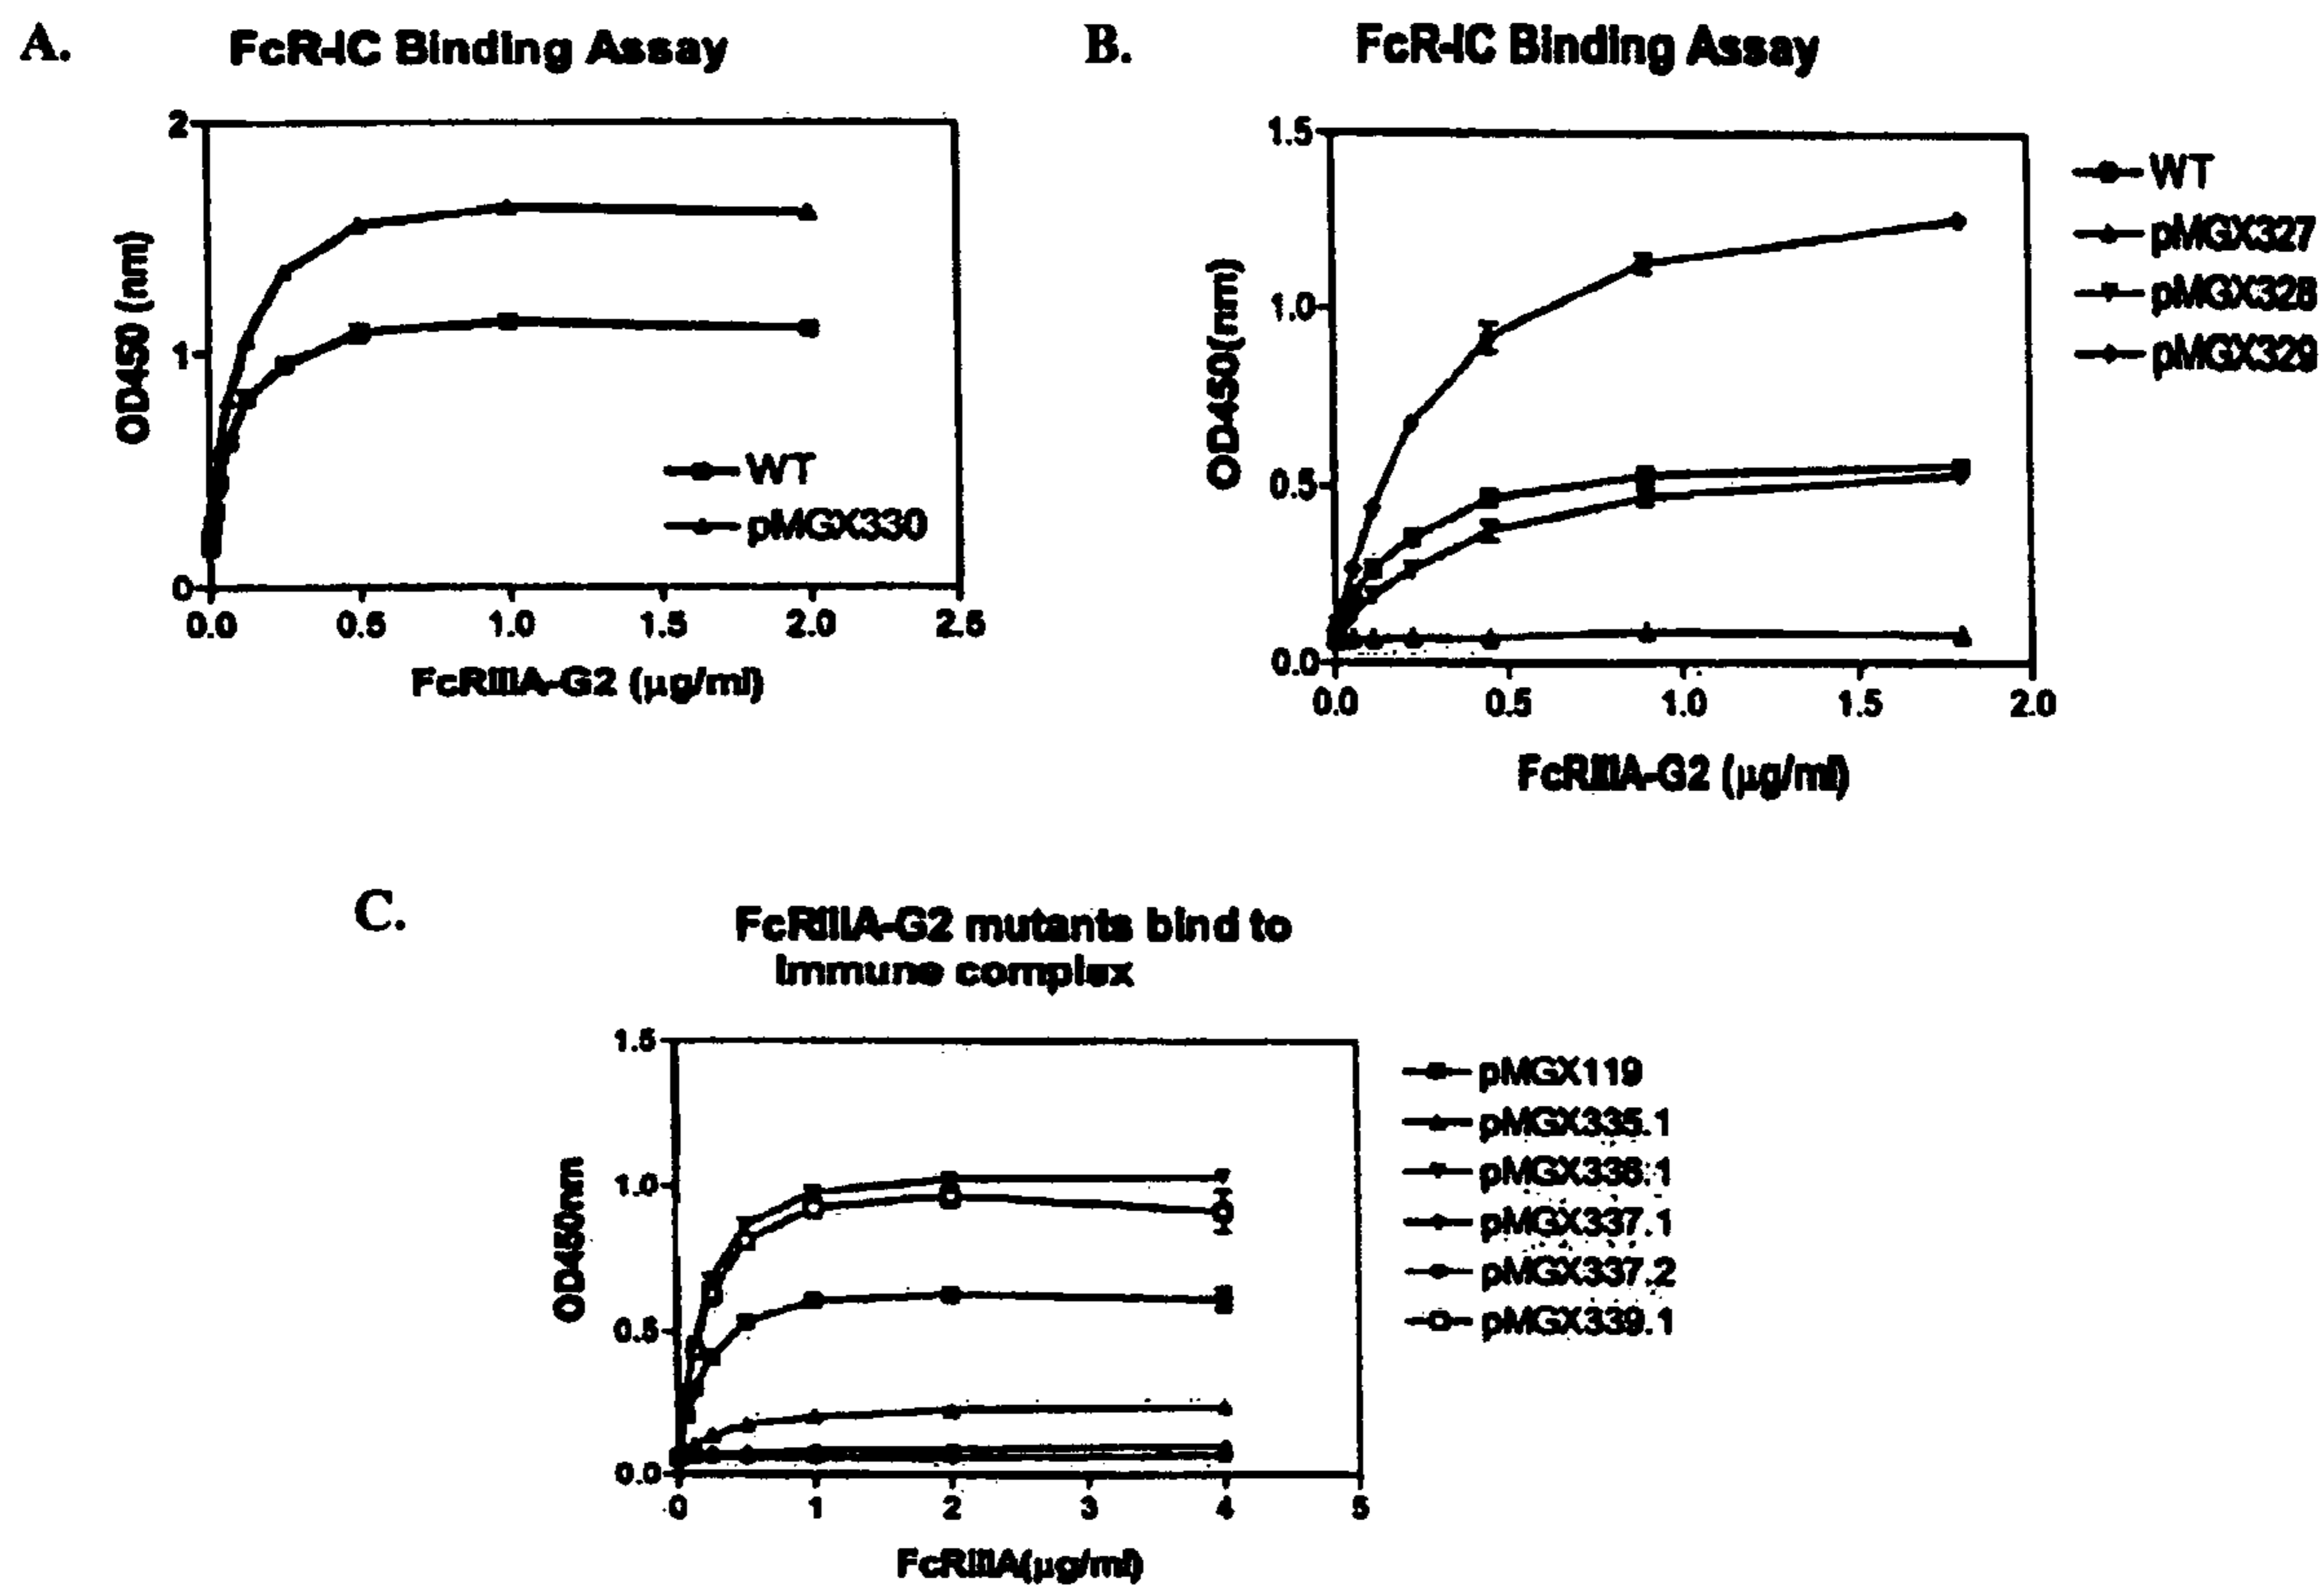 A.
FcR-IC Binding Assay
2
1
0
OD450 (nm)
WT
pMGX330
0.0 0.5 1.0 1.5 2.0 2.5
FcRIIIA-G2 (µg/ml)
B.
FcR-IC Binding Assay
1.5
1.0
0.5
0.0
OD450(nm)
WT
pMGX327
pMGX328
pMGX329
0.0 0.5 1.0 1.5 2.0
FcRIIIA-G2 (µg/ml)
C.
FcRIIIA-G2 mutants bind to
immune complex
1.5
1.0
0.5
0.0
OD450nm
pMGX119
pMGX335.1
pMGX336.1
pMGX337.1
pMGX337.2
pMGX339.1
0 1 2 3 4 5
FcRIIIA(µg/ml)